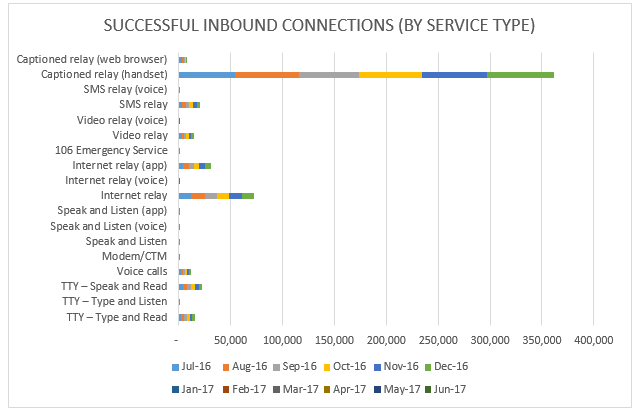 SUCCESSFUL INBOUND CONNECTIONS (BY SERVICE TYPE)
Captioned relay (web browser)
Captioned relay (handset)
SMS relay (voice)
SMS relay
Video relay (voice)
Video relay
106 Emergency Service
Internet relay (app)
Internet relay (voice)
Internet relay
Speak and Listen (app)
Speak and Listen (voice)
Speak and Listen
Modem/CTM
Voice calls
TTY – Speak and Read
TTY – Type and Listen
TTY – Type and Read
- 50,000 100,000 150,000 200,000 250,000 300,000 350,000 400,000
Jul-16 Aug-16 Sep-16 Oct-16 Nov-16 Dec-16
Jan-17 Feb-17 Mar-17 Apr-17 May-17 Jun-17